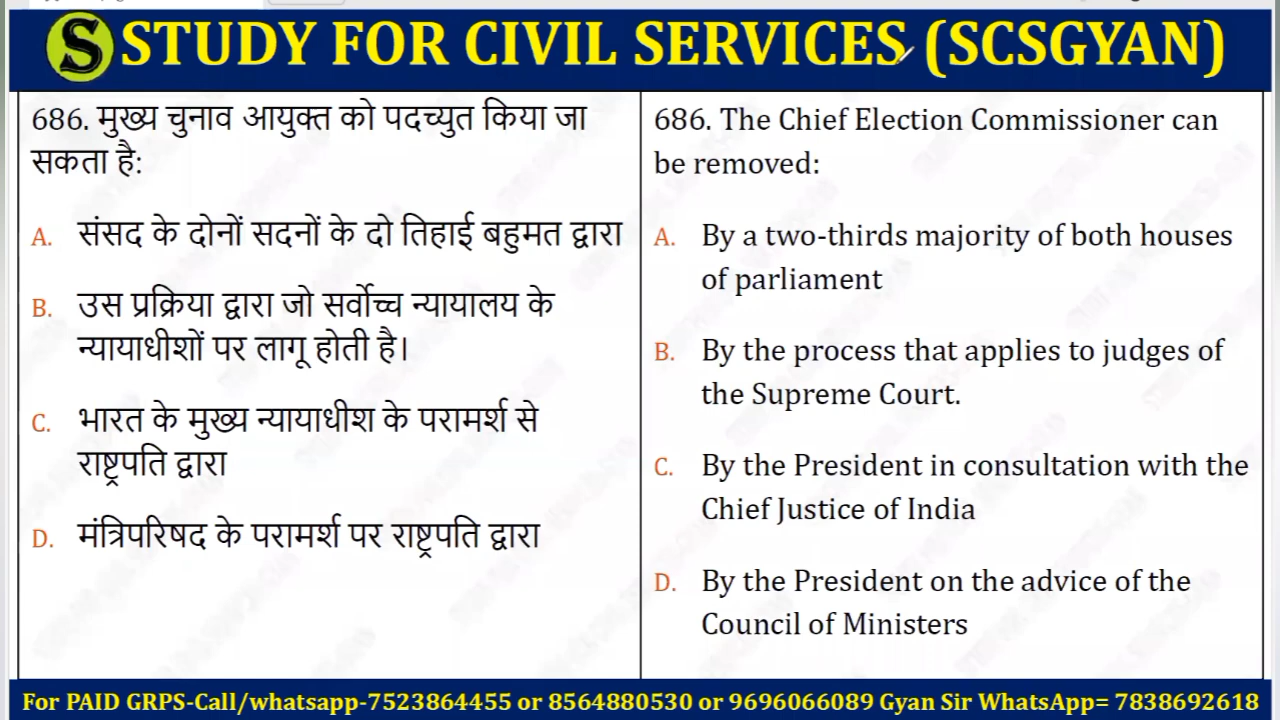 S STUDY FOR CIVIL SERVICES (SCSGYAN)
686. मुख्य चुनाव आयुक्त को पदच्युत किया जा
सकता है:
A. संसद के दोनों सदनों के दो तिहाई बहुमत द्वारा
B. उस प्रक्रिया द्वारा जो सर्वोच्च न्यायालय के
न्यायाधीशों पर लागू होती है।
C. भारत के मुख्य न्यायाधीश के परामर्श से
राष्ट्रपति द्वारा
D. मंत्रिपरिषद के परामर्श पर राष्ट्रपति द्वारा
686. The Chief Election Commissioner can
be removed:
A. By a two-thirds majority of both houses
of parliament
B. By the process that applies to judges of
the Supreme Court.
C. By the President in consultation with the
Chief Justice of India
D. By the President on the advice of the
Council of Ministers
For PAID GRPS-Call/whatsapp-7523864455 or 8564880530 or 9696066089 Gyan Sir WhatsApp= 7838692618